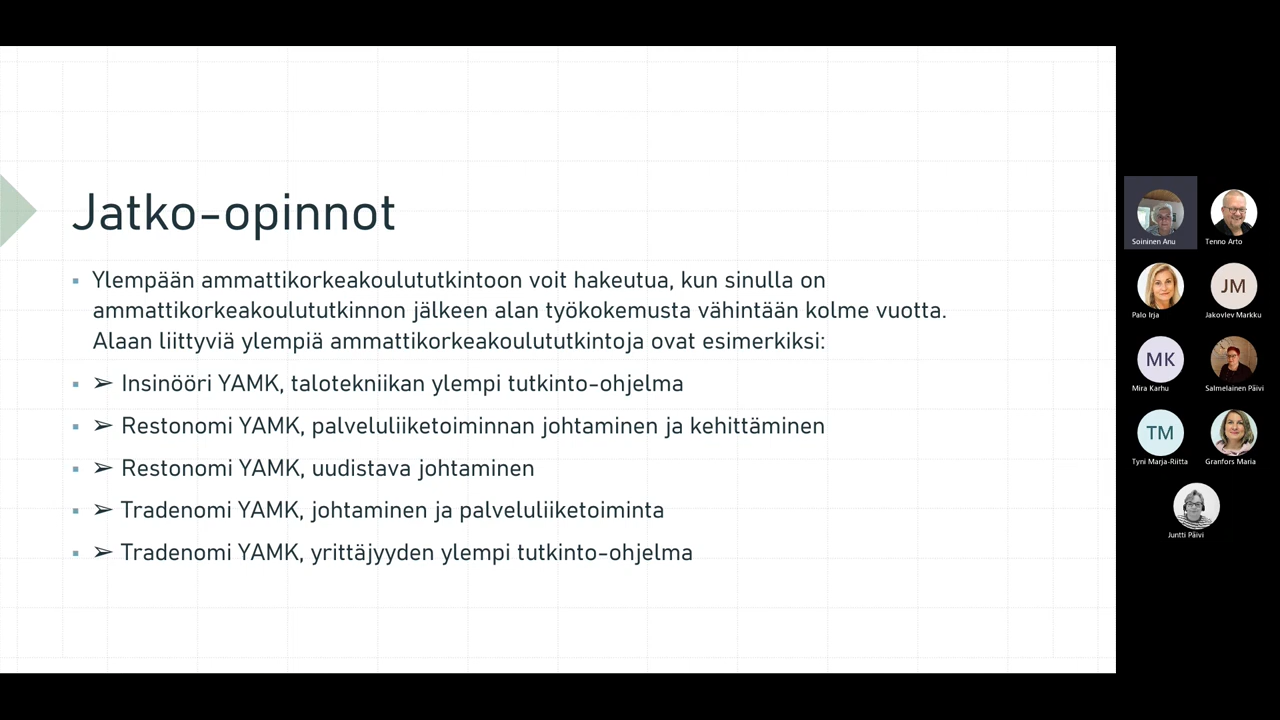 Jatko-opinnot
▪ Ylempään ammattikorkeakoulututkintoon voit hakeutua, kun sinulla on
ammattikorkeakoulututkinnon jälkeen alan työkokemusta vähintään kolme vuotta.
Alaan liittyviä ylempiä ammattikorkeakoulututkintoja ovat esimerkiksi:
▪ ➢ Insinööri YAMK, talotekniikan ylempi tutkinto-ohjelma
▪ ➢ Restonomi YAMK, palveluliiketoiminnan johtaminen ja kehittäminen
▪ ➢ Restonomi YAMK, uudistava johtaminen
▪ ➢ Tradenomi YAMK, johtaminen ja palveluliiketoiminta
▪ ➢ Tradenomi YAMK, yrittäjyyden ylempi tutkinto-ohjelma
Soininen Anu
Tenno Arto
Palo Irja
JM
Jakovlev Markku
MK
Mira Karhu
Salmelainen Päivi
TM
Tyni Marja-Riitta
Granfors Maria
Juntti Päivi